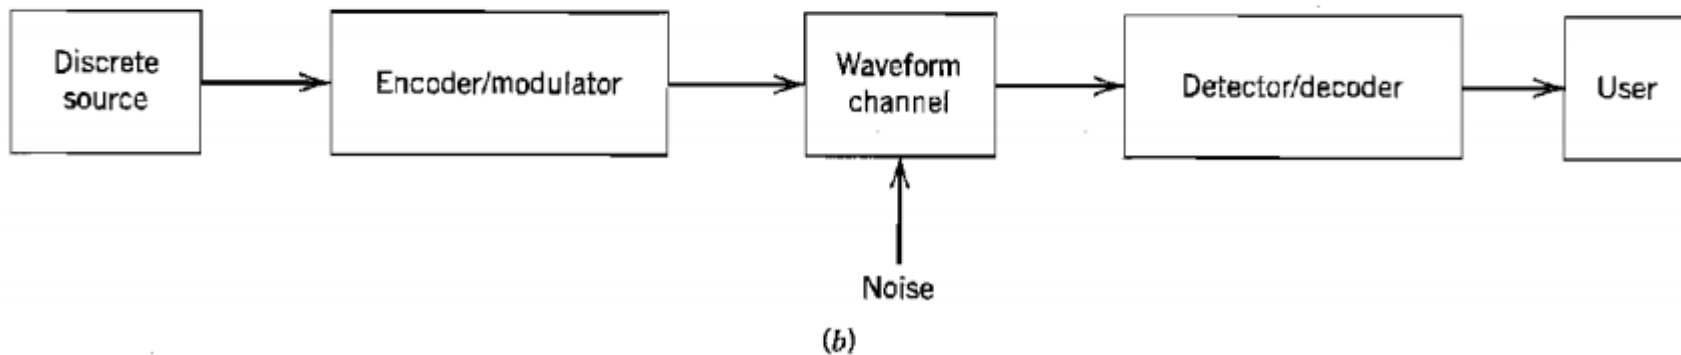 Discrete
source
Encoder/modulator
Waveform
channel
Detector/decoder
User
Noise
(b)